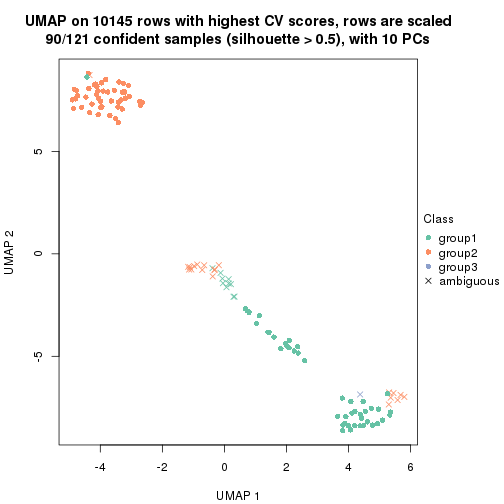 UMAP on 10145 rows with highest CV scores, rows are scaled
90/121 confident samples (silhouette > 0.5), with 10 PCs
5
0
-5
UMAP 2
-4
-2
0
2
4
6
UMAP 1
Class
group1
group2
group3
ambiguous